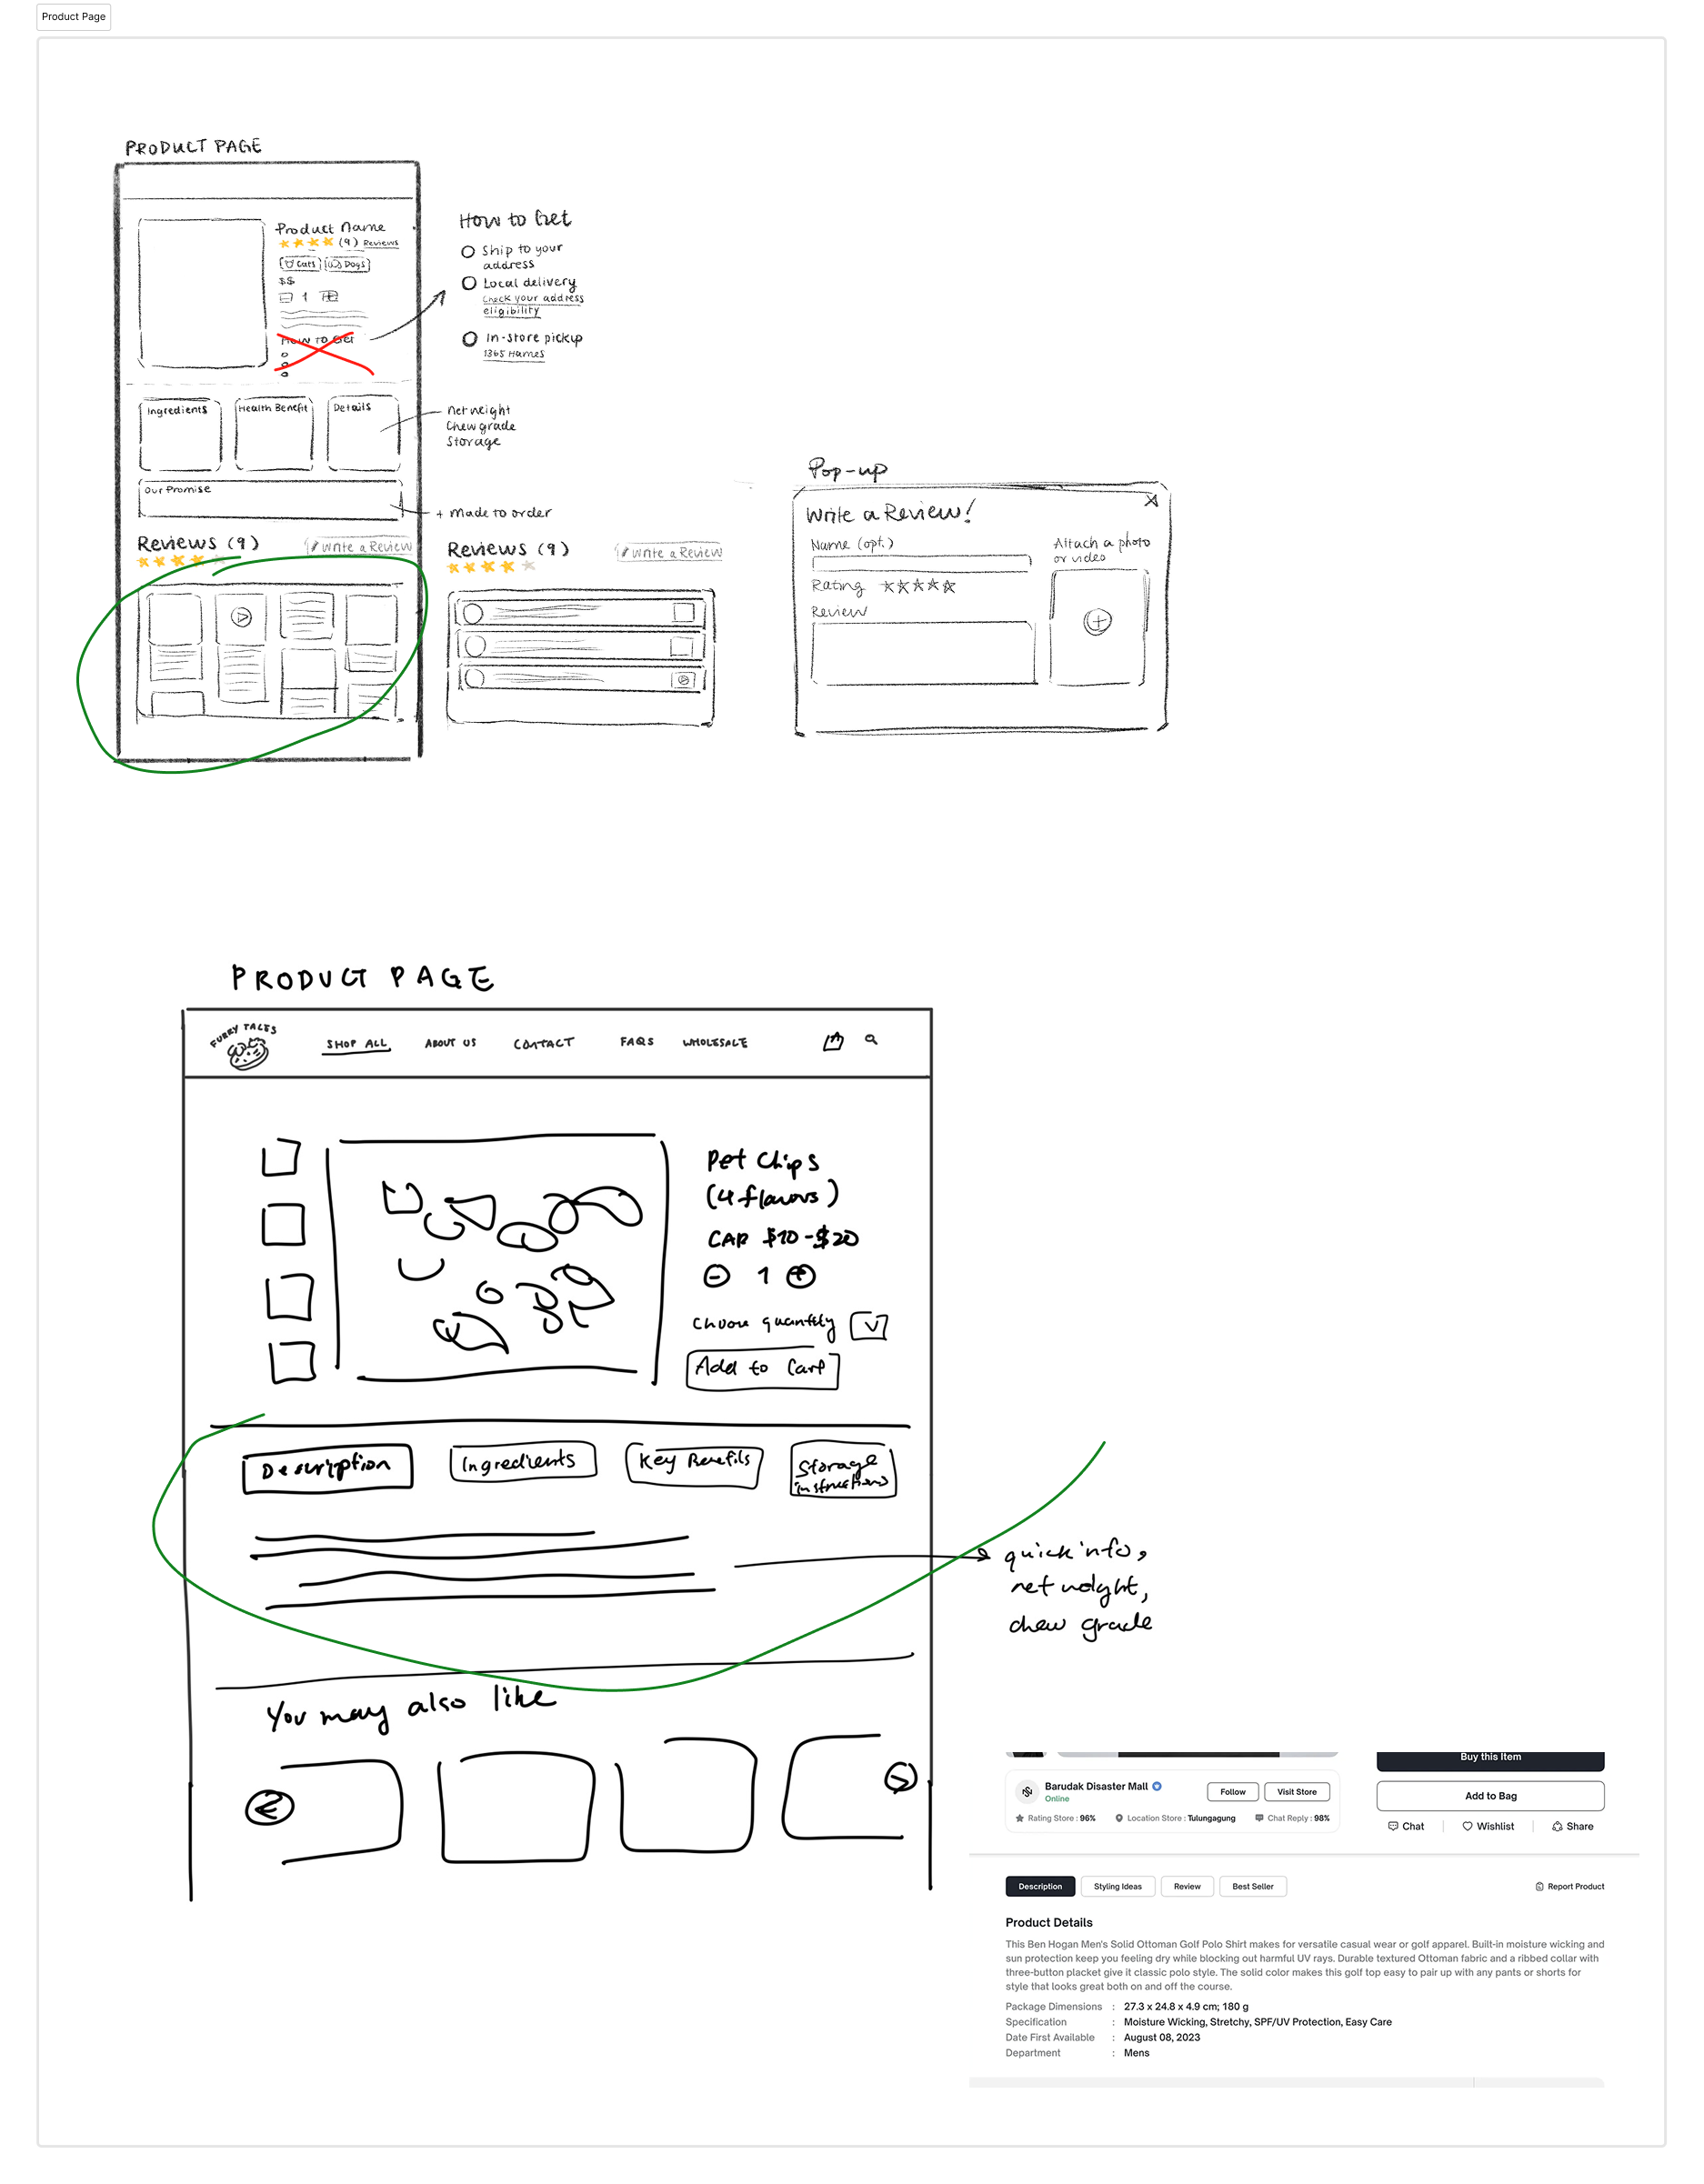 Product Page
PRODUCT PAGE
Product Name
(9) Reviews
Cats Dogs
$$
1
How to Get
How to Get
Ship to your
address
Local delivery
Check your address
eligibility
In-store pickup
1365
Ingredients
Health Benefit
Details
Net weight
Chew grade
Storage
Our Promise
+ Made to order
Reviews (9)
Write a Review
Reviews (9)
Write a Review
Pop-up
X
Write a Review!
Name (opt.)
Rating
Review
Attach a photo
or video
PRODUCT PAGE
FURRY TALES
SHOP ALL
ABOUT US
CONTACT
FAQS
WHOLESALE
Pet Chips
(4 flavors)
CAD $10-$20
- 1 +
Choose quantity
Add to Cart
Description
Ingredients
Key Benefits
Storage
instructions
quick info,
net weight,
chew grade
You may also like
Buy this Item
Barudak Disaster Mall
Online
Follow
Visit Store
Add to Bag
Rating Store : 96%
Location Store : Tulungagung
Chat Reply : 98%
Chat
Wishlist
Share
Description
Styling Ideas
Review
Best Seller
Report Product
Product Details
This Ben Hogan Men's Solid Ottoman Golf Polo Shirt makes for versatile casual wear or golf apparel. Built-in moisture wicking and
sun protection keep you feeling dry while blocking out harmful UV rays. Durable textured Ottoman fabric and a ribbed collar with
three-button placket give it classic polo style. The solid color makes this golf top easy to pair up with any pants or shorts for
style that looks great both on and off the course.
Package Dimensions : 27.3 x 24.8 x 4.9 cm; 180 g
Specification : Moisture Wicking, Stretchy, SPF/UV Protection, Easy Care
Date First Available : August 08, 2023
Department : Mens